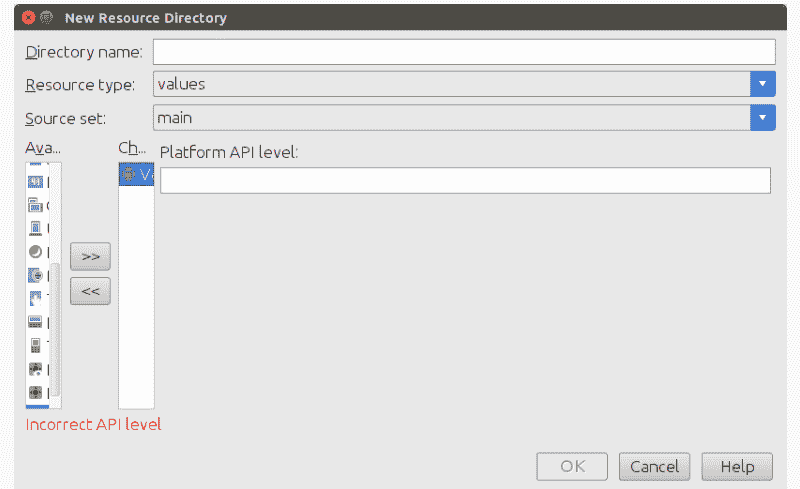 New Resource Directory
Directory name:
Resource type:
values
Source set:
main
Ava...
Ch...
Platform API level:
>>
<<
Incorrect API level
OK
Cancel
Help